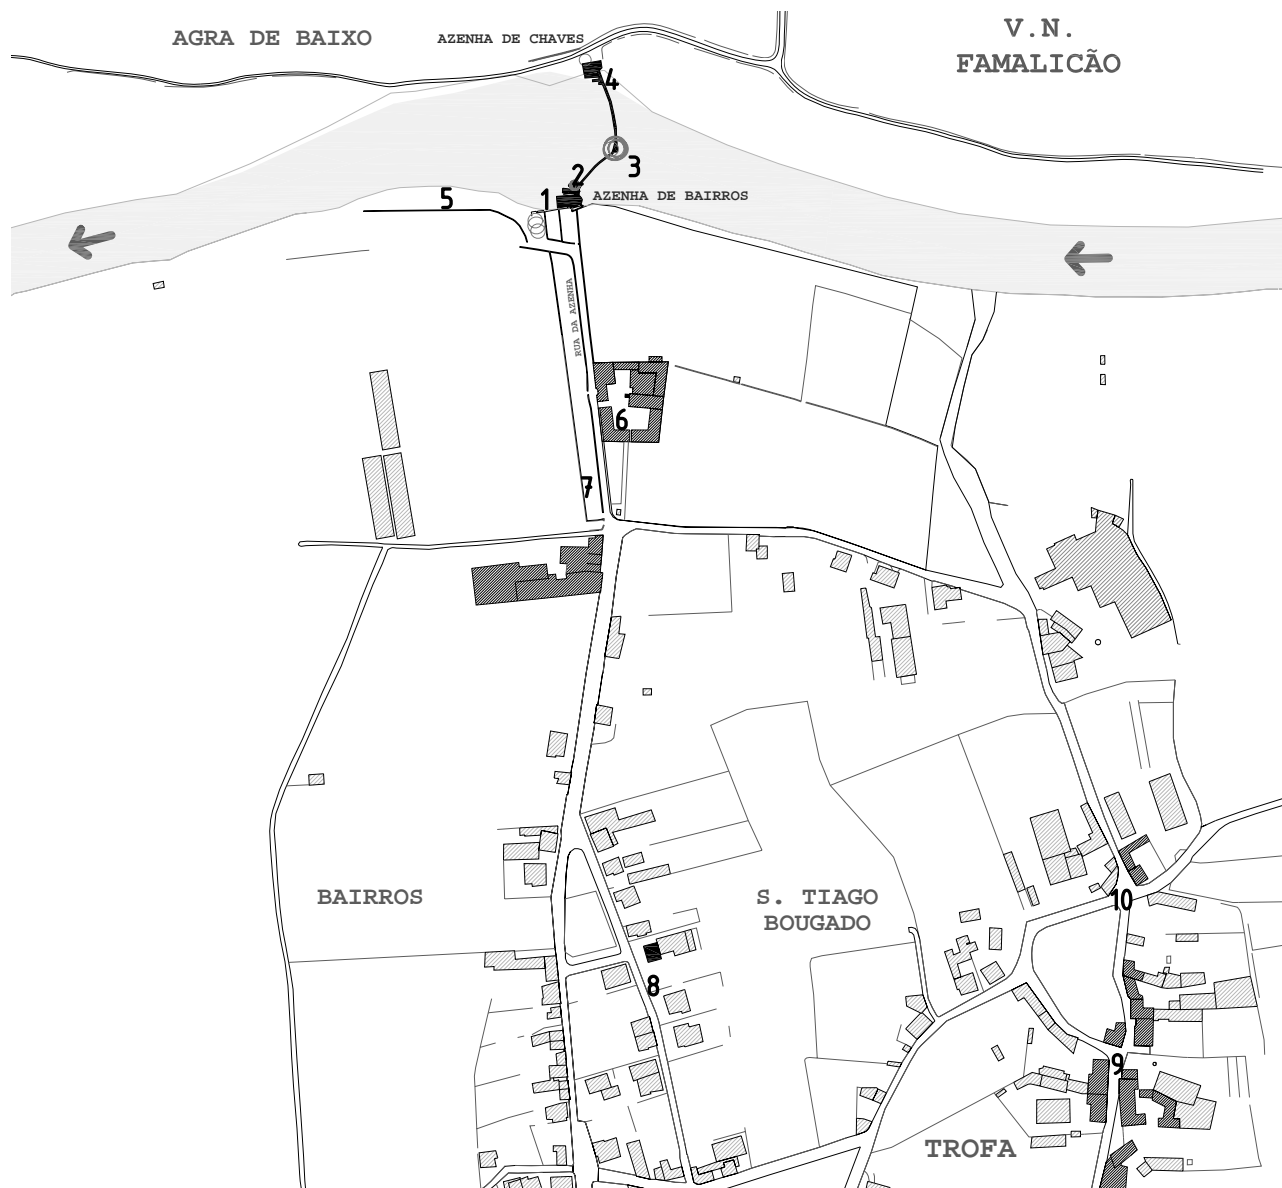 AGRA DE BAIXO
AZENHA DE CHAVES
V.N.
FAMALICÃO
4
3
2
1
AZENHA DE BAIRROS
5
RUA DA AZENHA
6
7
BAIRROS
S. TIAGO
BOUGADO
10
8
9
TROFA